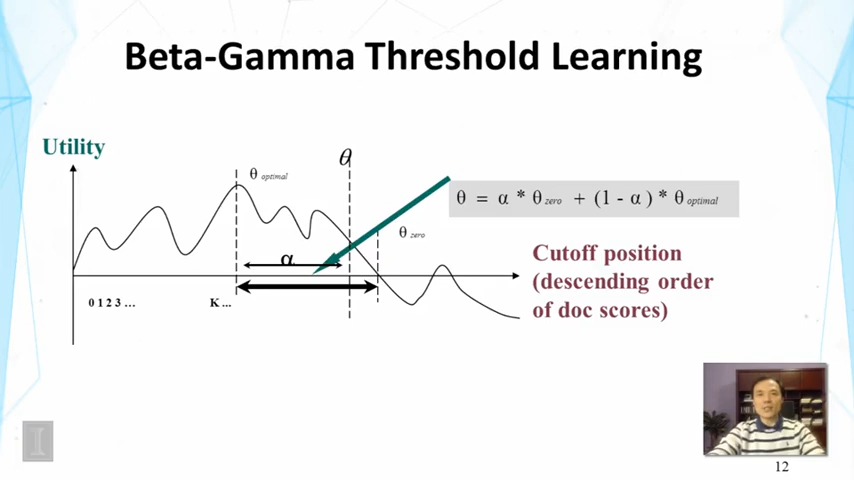 Beta-Gamma Threshold Learning
Utility
θ optimal
θ
θ = α * θ zero + (1 - α ) * θ optimal
θ zero
α
Cutoff position
(descending order
of doc scores)
0 1 2 3 …
K ...
I
12